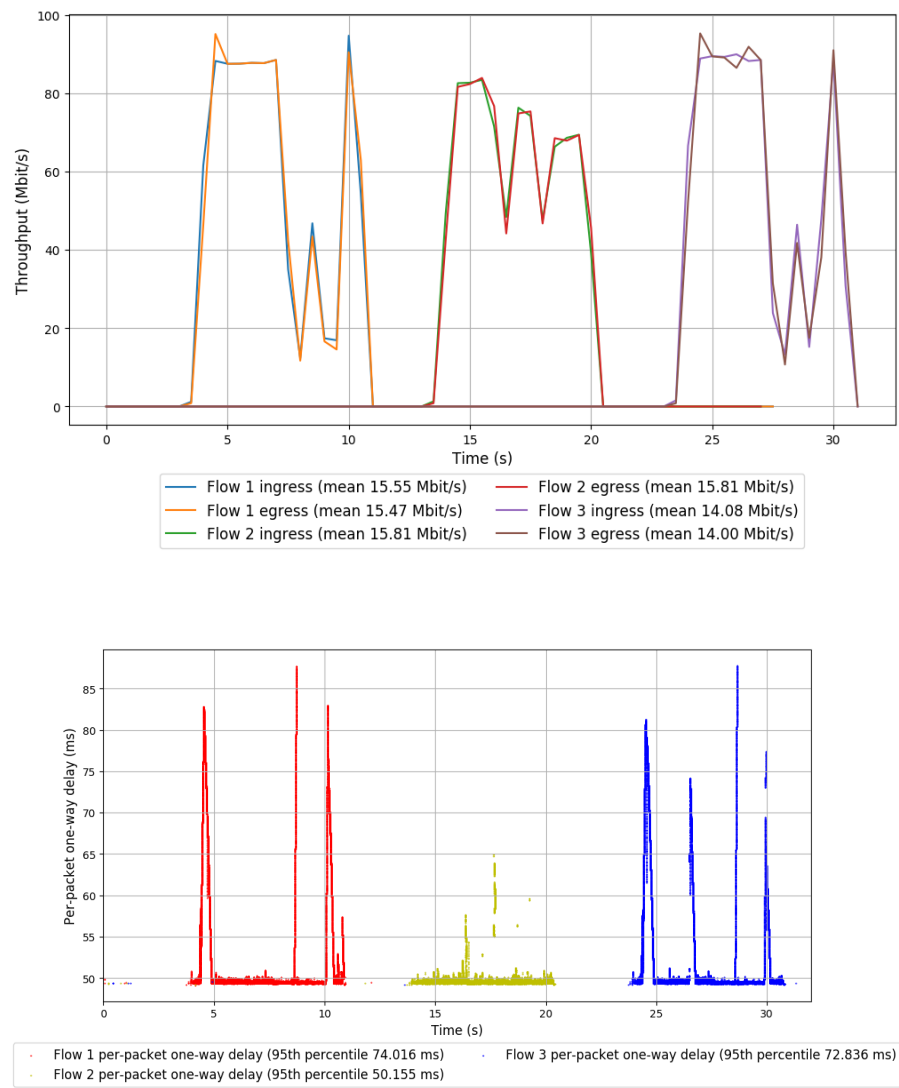 100
80
60
40
20
0
Throughput (Mbit/s)
0 5 10 15 20 25 30
Time (s)
Flow 1 ingress (mean 15.55 Mbit/s)
Flow 2 egress (mean 15.81 Mbit/s)
Flow 1 egress (mean 15.47 Mbit/s)
Flow 3 ingress (mean 14.08 Mbit/s)
Flow 2 ingress (mean 15.81 Mbit/s)
Flow 3 egress (mean 14.00 Mbit/s)
85
80
75
70
65
60
55
50
Per-packet one-way delay (ms)
0 5 10 15 20 25 30
Time (s)
Flow 1 per-packet one-way delay (95th percentile 74.016 ms)
Flow 3 per-packet one-way delay (95th percentile 72.836 ms)
Flow 2 per-packet one-way delay (95th percentile 50.155 ms)